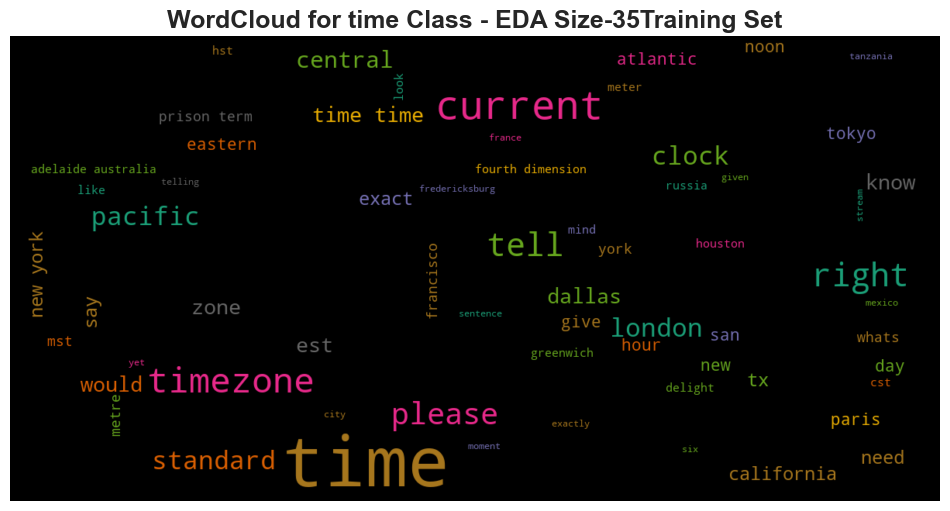 WordCloud for time Class - EDA Size-35Training Set
hst
central
noon
atlantic
tanzania
look
meter
current
prison term
time time
france
tokyo
eastern
clock
adelaide australia
telling
fourth dimension
given
know
like
fredericksburg
russia
exact
stream
pacific
mind
tell
york
houston
new york
francisco
right
say
zone
dallas
mexico
sentence
give
london
san
whats
mst
est
hour
greenwich
yet
new
day
would
timezone
tx
cst
delight
metre
please
city
exactly
paris
time
moment
six
standard
need
california